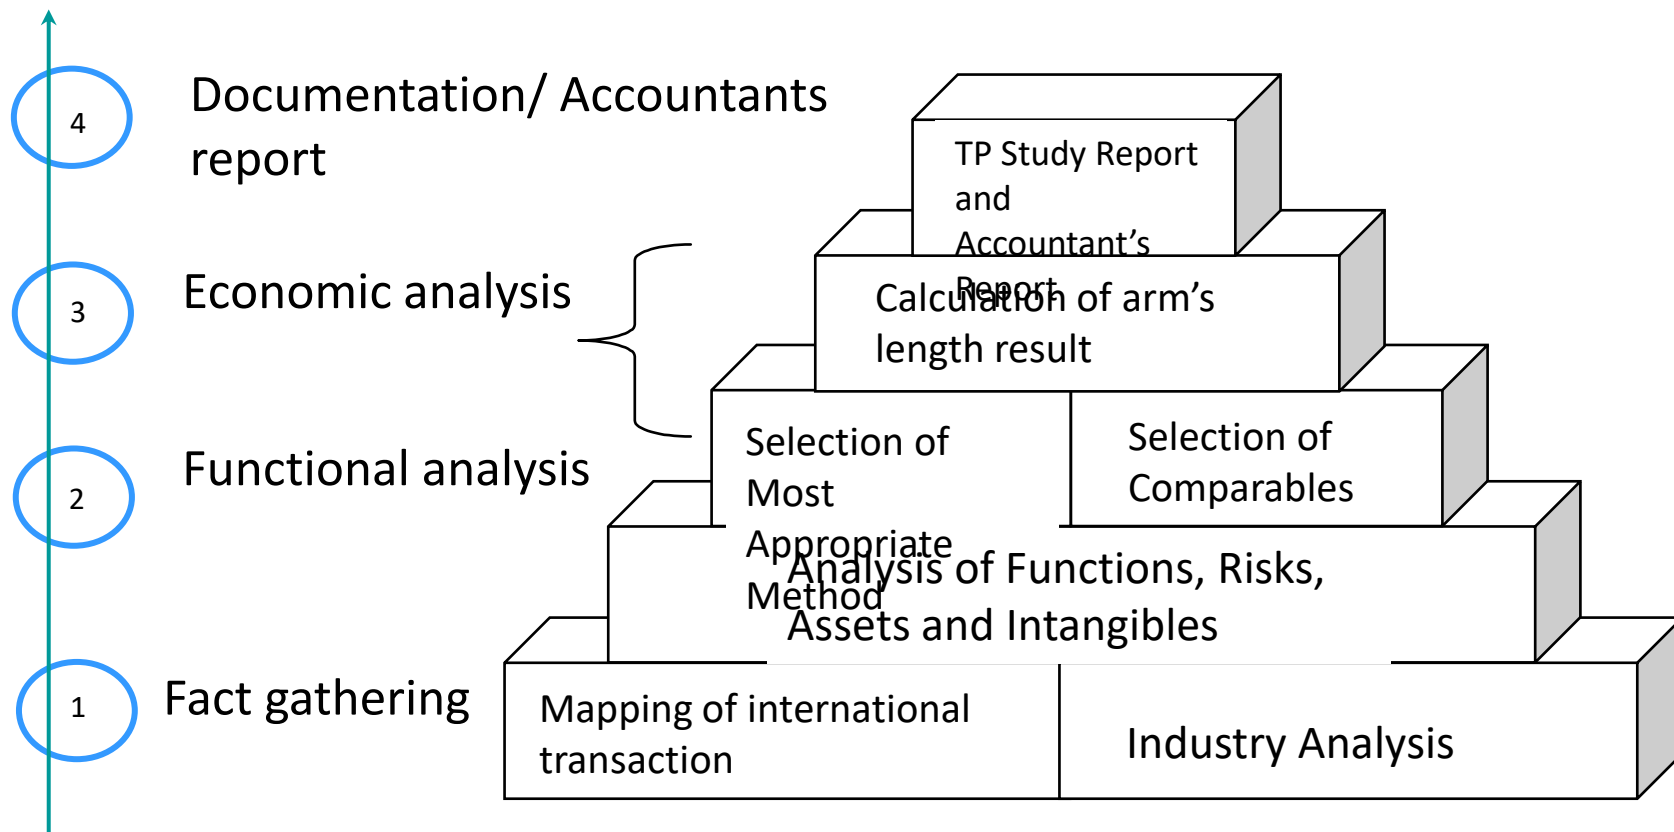 4
Documentation/ Accountants
report
TP Study Report
and
Accountant’s
Report
3
Economic analysis
Calculation of arm’s
length result
2
Functional analysis
Selection of
Most
Appropriate
Method
Selection of
Comparables
Analysis of Functions, Risks,
Assets and Intangibles
1
Fact gathering
Mapping of international
transaction
Industry Analysis